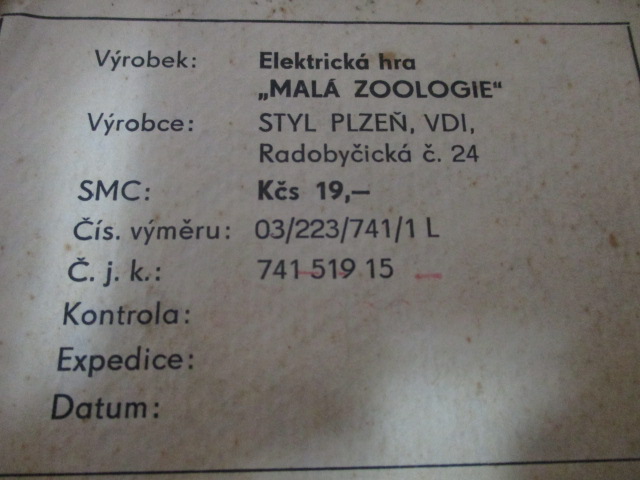 Výrobek: Elektrická hra
„MALÁ ZOOLOGIE“
Výrobce: STYL PLZEŇ, VDI,
Radobyčická č. 24
SMC: Kčs 19,—
Čís. výměru: 03/223/741/1 L
Č. j. k.: 741 519 15
Kontrola:
Expedice:
Datum: